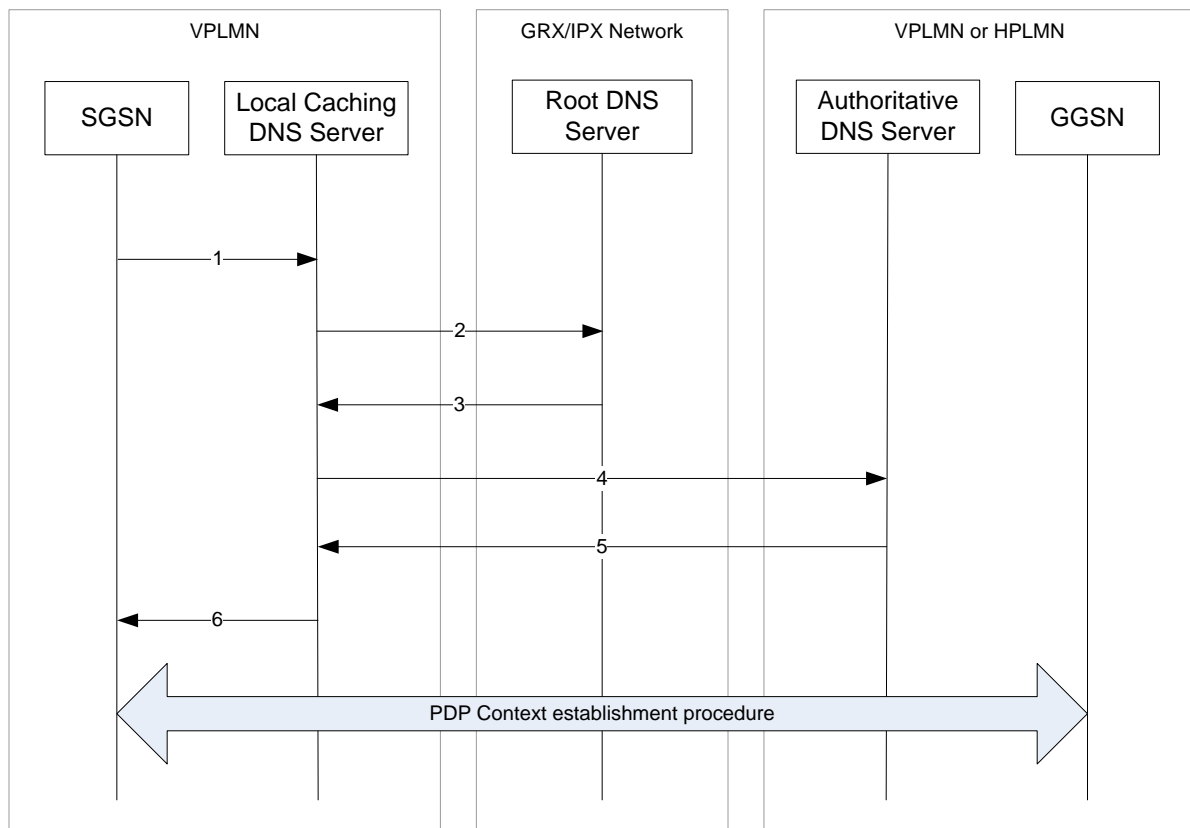 VPLMN
GRX/IPX Network
VPLMN or HPLMN
SGSN
Local Caching
DNS Server
Root DNS
Server
Authoritative
DNS Server
GGSN
1
2
3
4
5
6
PDP Context establishment procedure